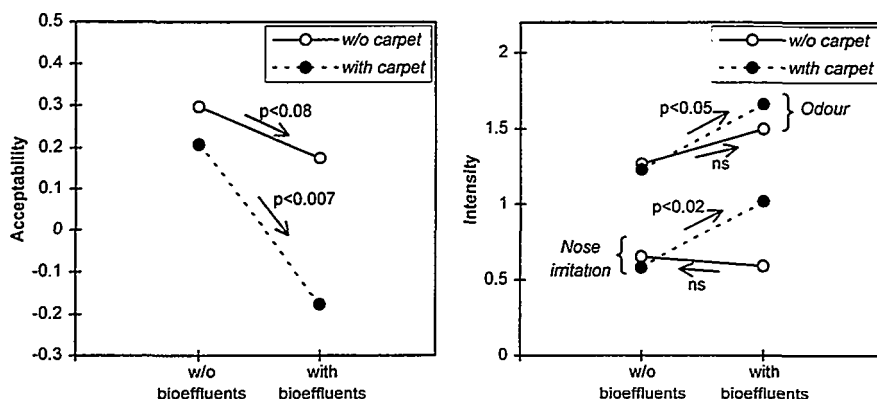 0.5
0.4
0.3
0.2
0.1
0
-0.1
-0.2
-0.3
Acceptability
w/o carpet
with carpet
p<0.08
p<0.007
w/o
bioeffluents
with
bioeffluents
2
1.5
1
0.5
0
Intensity
w/o carpet
with carpet
p<0.05
Odour
ns
p<0.02
Nose
irritation
ns
w/o
bioeffluents
with
bioeffluents